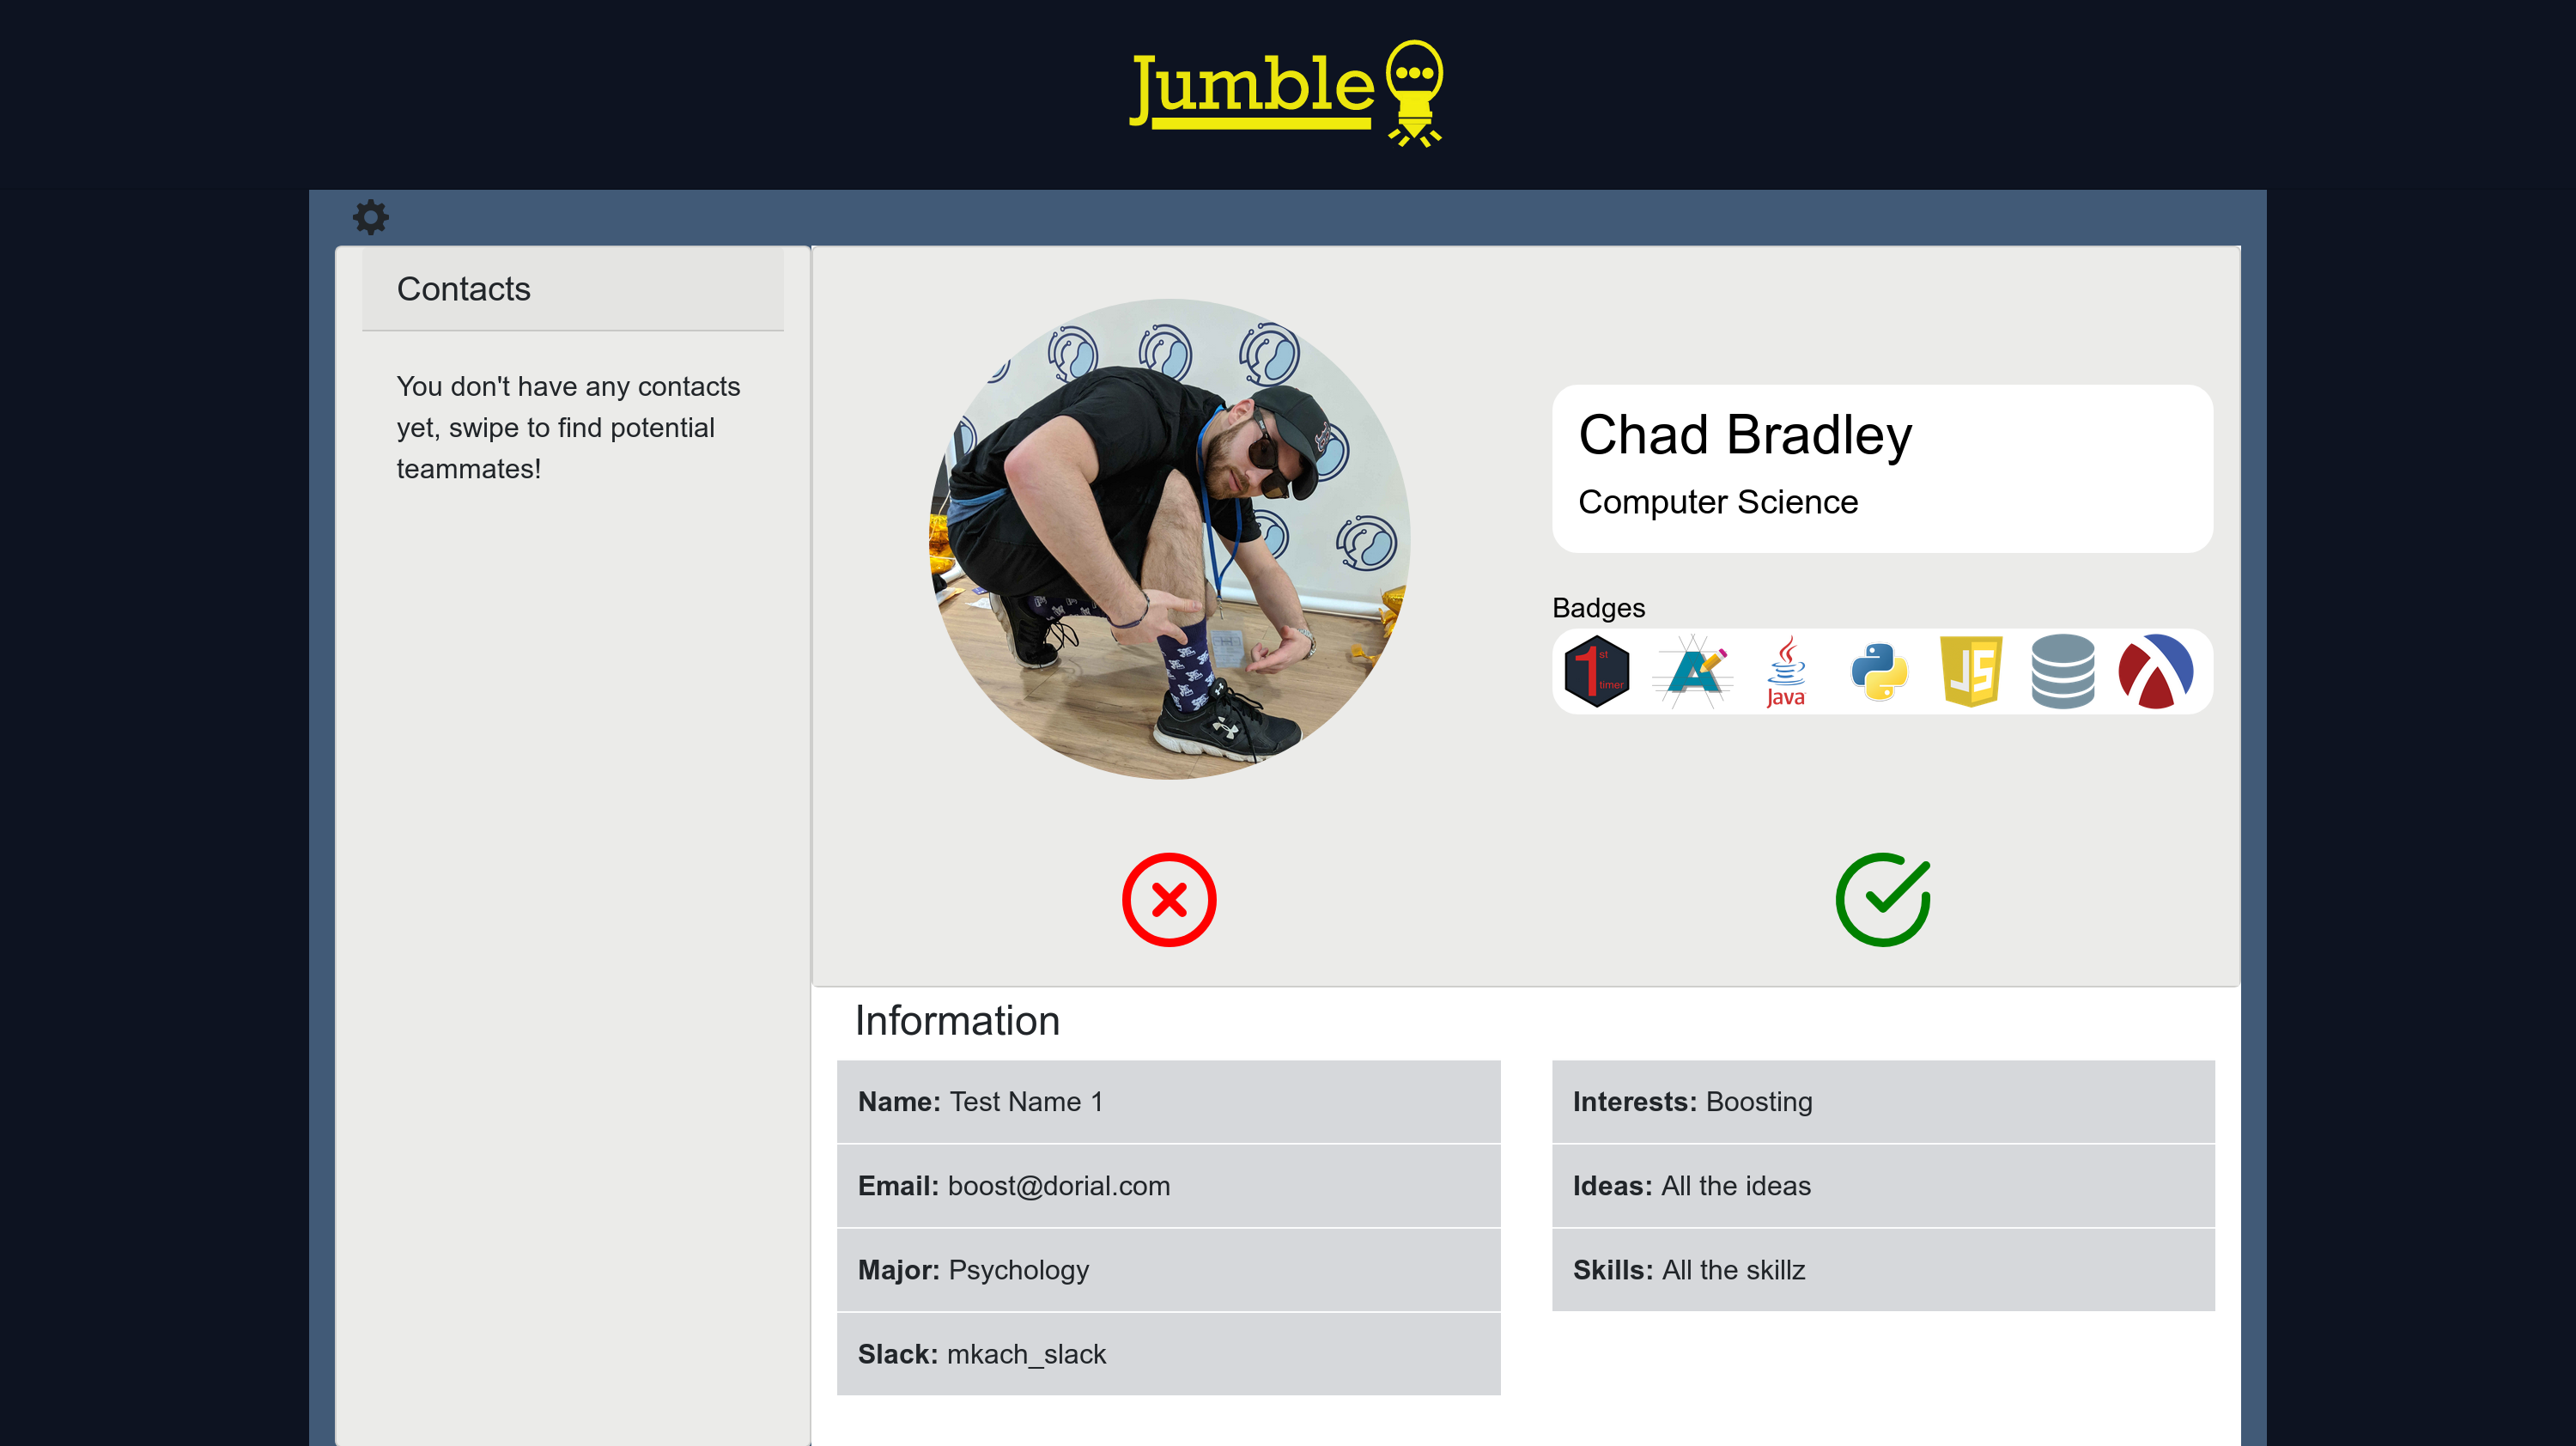 Jumble
Contacts
You don't have any contacts
yet, swipe to find potential
teammates!
Chad Bradley
Computer Science
Badges
1st
timer
A
Java
JS
Information
Name: Test Name 1
Email: boost@dorial.com
Major: Psychology
Slack: mkach_slack
Interests: Boosting
Ideas: All the ideas
Skills: All the skillz